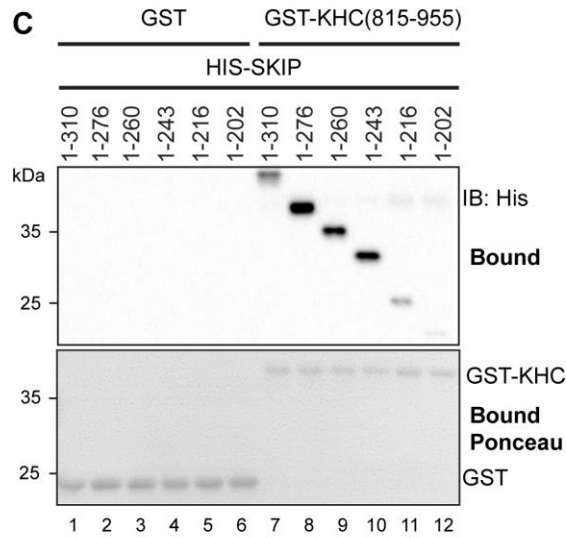 C
GST GST-KHC(815-955)
HIS-SKIP
1-310 1-276 1-260 1-243 1-216 1-202 1-310 1-276 1-260 1-243 1-216 1-202
kDa
IB: His
35
Bound
25
GST-KHC
35
Bound
Ponceau
25
GST
1 2 3 4 5 6 7 8 9 10 11 12